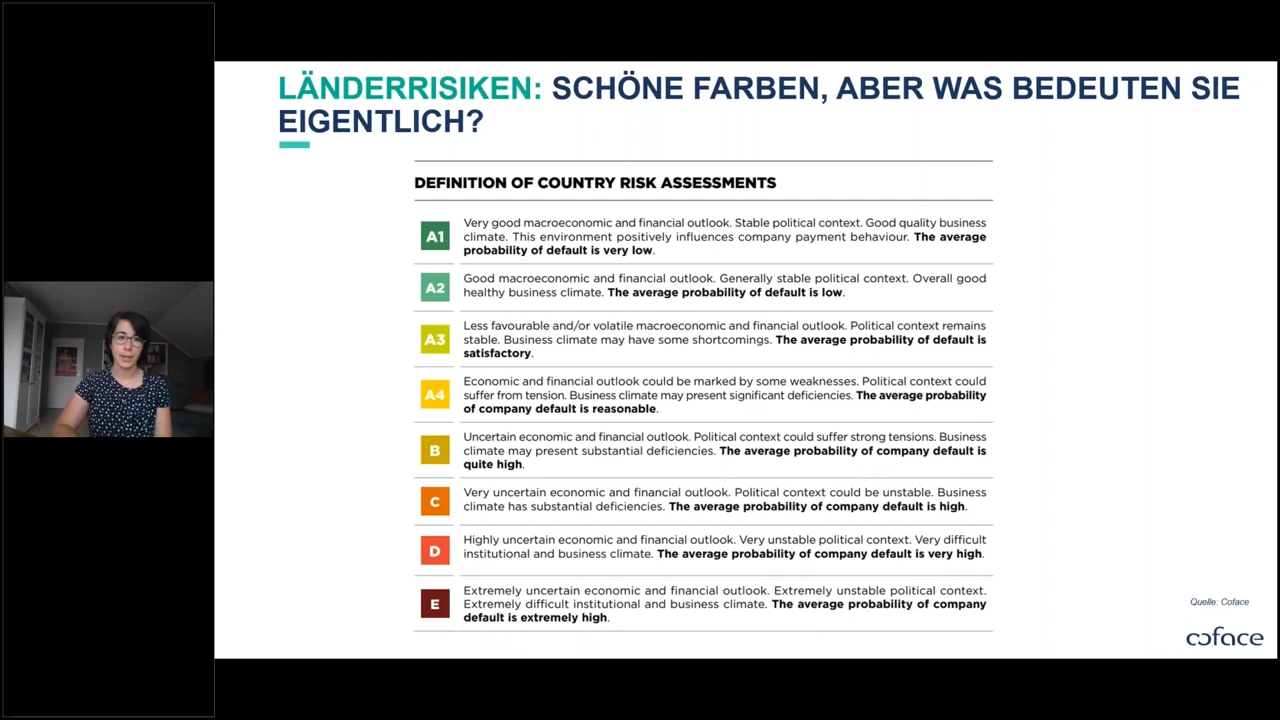 LÄNDERRISIKEN: SCHÖNE FARBEN, ABER WAS BEDEUTEN SIE
EIGENTLICH?
DEFINITION OF COUNTRY RISK ASSESSMENTS
A1
Very good macroeconomic and financial outlook. Stable political context. Good quality business
climate. This environment positively influences company payment behaviour. The average
probability of default is very low.
A2
Good macroeconomic and financial outlook. Generally stable political context. Overall good
healthy business climate. The average probability of default is low.
A3
Less favourable and/or volatile macroeconomic and financial outlook. Political context remains
stable. Business climate may have some shortcomings. The average probability of default is
satisfactory.
A4
Economic and financial outlook could be marked by some weaknesses. Political context could
suffer from tension. Business climate may present significant deficiencies. The average probability
of company default is reasonable.
B
Uncertain economic and financial outlook. Political context could suffer strong tensions. Business
climate may present substantial deficiencies. The average probability of company default is
quite high.
C
Very uncertain economic and financial outlook. Political context could be unstable. Business
climate has substantial deficiencies. The average probability of company default is high.
D
Highly uncertain economic and financial outlook. Very unstable political context. Very difficult
institutional and business climate. The average probability of company default is very high.
E
Extremely uncertain economic and financial outlook. Extremely unstable political context.
Extremely difficult institutional and business climate. The average probability of company
default is extremely high.
Quelle: Coface
coface